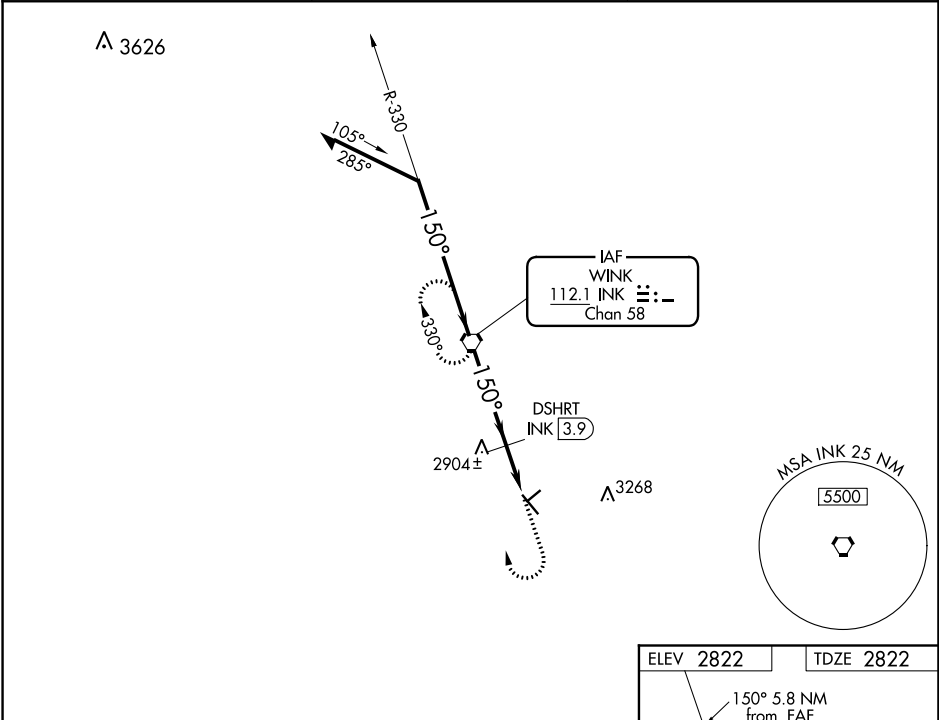 3626
R-330
105°
285°
150°
IAF
WINK
112.1 INK
Chan 58
330°
150°
DSHRT
INK 3.9
2904±
3268
MSA INK 25 NM
5500
ELEV 2822
TDZE 2822
150° 5.8 NM
from FAF